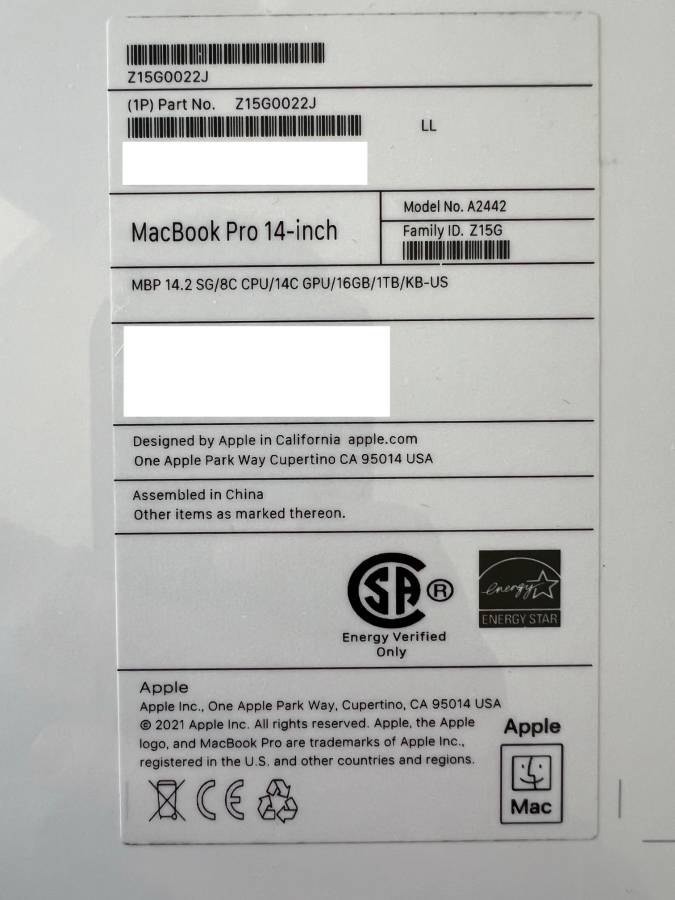 Z15G0022J
(1P) Part No. Z15G0022J
LL
MacBook Pro 14-inch
Model No. A2442
Family ID. Z15G
MBP 14.2 SG/8C CPU/14C GPU/16GB/1TB/KB-US
Designed by Apple in California apple.com
One Apple Park Way Cupertino CA 95014 USA
Assembled in China
Other items as marked thereon.
SA ®
Energy Verified
Only
energy
ENERGY STAR
Apple
Apple Inc., One Apple Park Way, Cupertino, CA 95014 USA
© 2021 Apple Inc. All rights reserved. Apple, the Apple
logo, and MacBook Pro are trademarks of Apple Inc.,
registered in the U.S. and other countries and regions.
CE
Apple
Mac